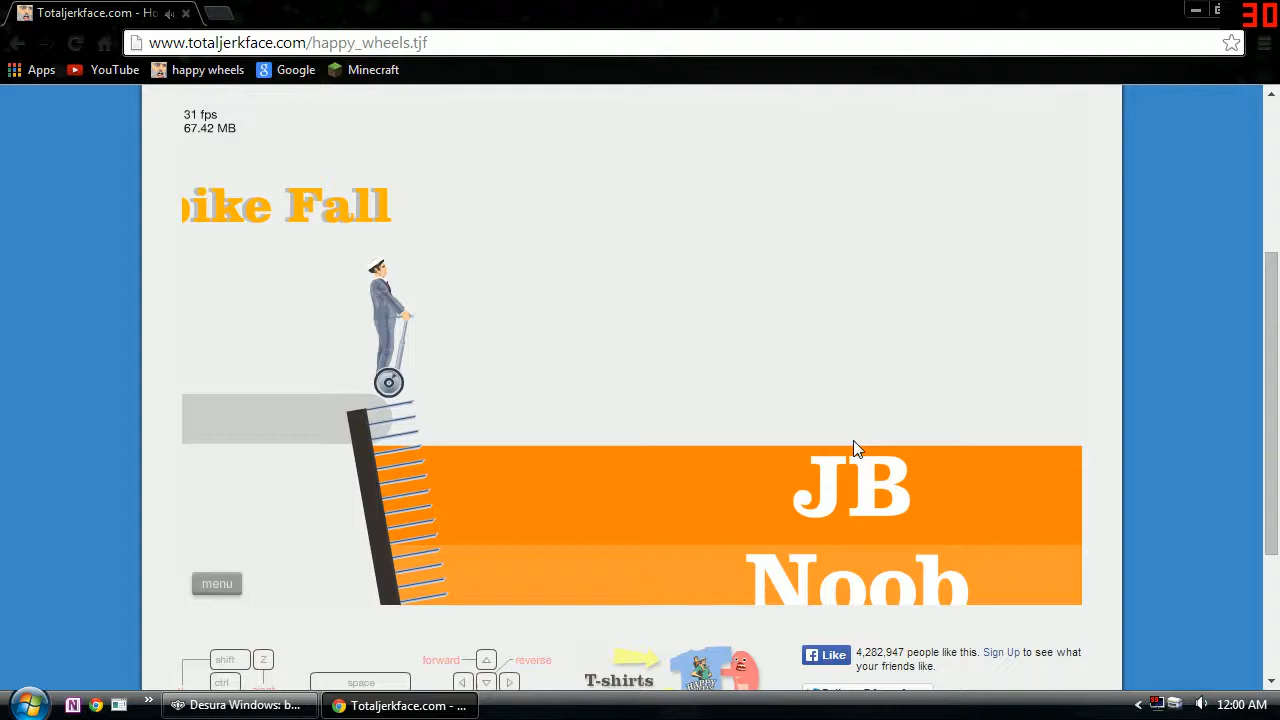 Totaljerkface.com - Ho
30
www.totaljerkface.com/happy_wheels.tjf
Apps YouTube happy wheels Google Minecraft
31 fps
67.42 MB
ike Fall
JB
Noob
menu
shift Z
forward reverse
4,282,947 people like this. Sign Up to see what
Like
your friends like.
ctrl space
T-shirts
Desura Windows: b... Totaljerkface.com - ... 12:00 AM